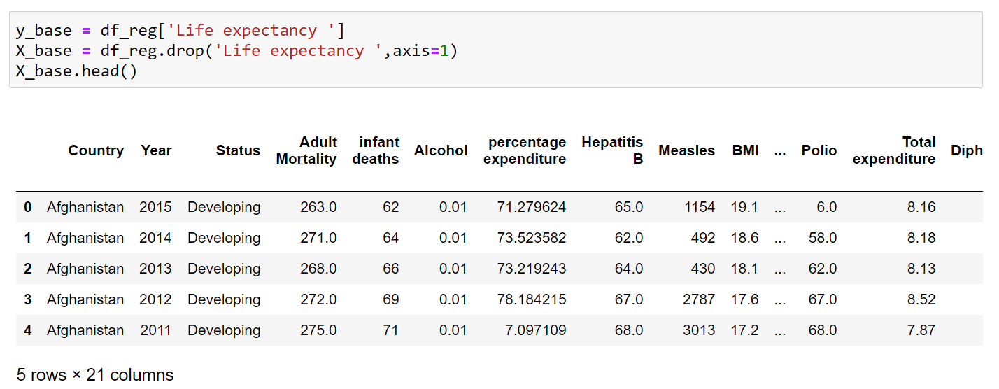 y_base = df_reg['Life expectancy ']
X_base = df_reg.drop('Life expectancy ',axis=1)
X_base.head()
Country Year Status Adult Mortality infant deaths Alcohol percentage expenditure Hepatitis B Measles BMI ... Polio Total expenditure Diph
0 Afghanistan 2015 Developing 263.0 62 0.01 71.279624 65.0 1154 19.1 ... 6.0 8.16
1 Afghanistan 2014 Developing 271.0 64 0.01 73.523582 62.0 492 18.6 ... 58.0 8.18
2 Afghanistan 2013 Developing 268.0 66 0.01 73.219243 64.0 430 18.1 ... 62.0 8.13
3 Afghanistan 2012 Developing 272.0 69 0.01 78.184215 67.0 2787 17.6 ... 67.0 8.52
4 Afghanistan 2011 Developing 275.0 71 0.01 7.097109 68.0 3013 17.2 ... 68.0 7.87
5 rows × 21 columns